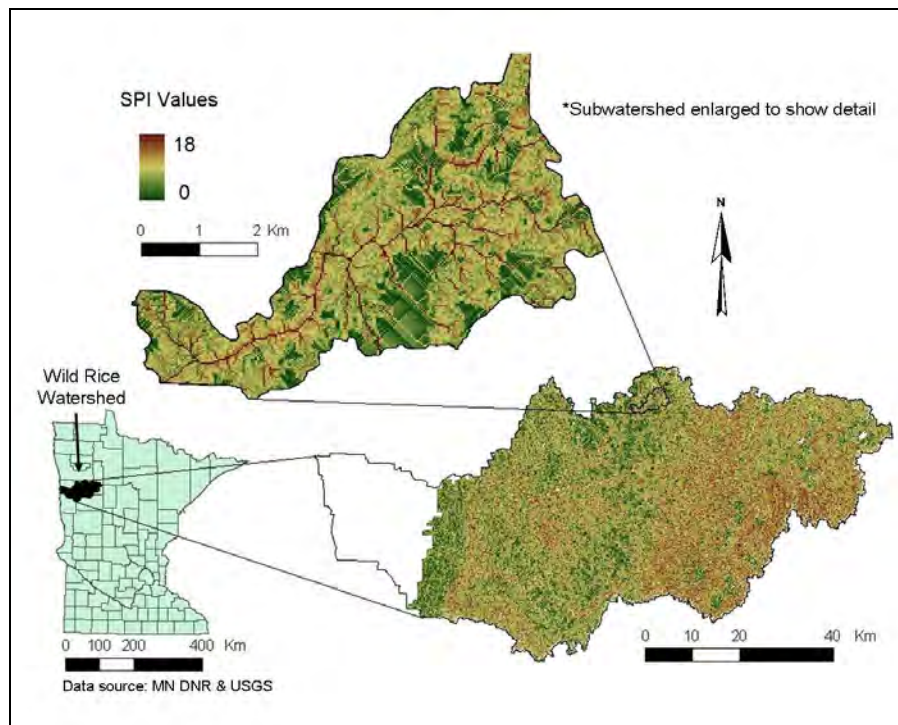 SPI Values
18
0
0 1 2 Km
*Subwatershed enlarged to show detail
N
Wild Rice
Watershed
0 100 200 400 Km
Data source: MN DNR & USGS
0 10 20 40 Km